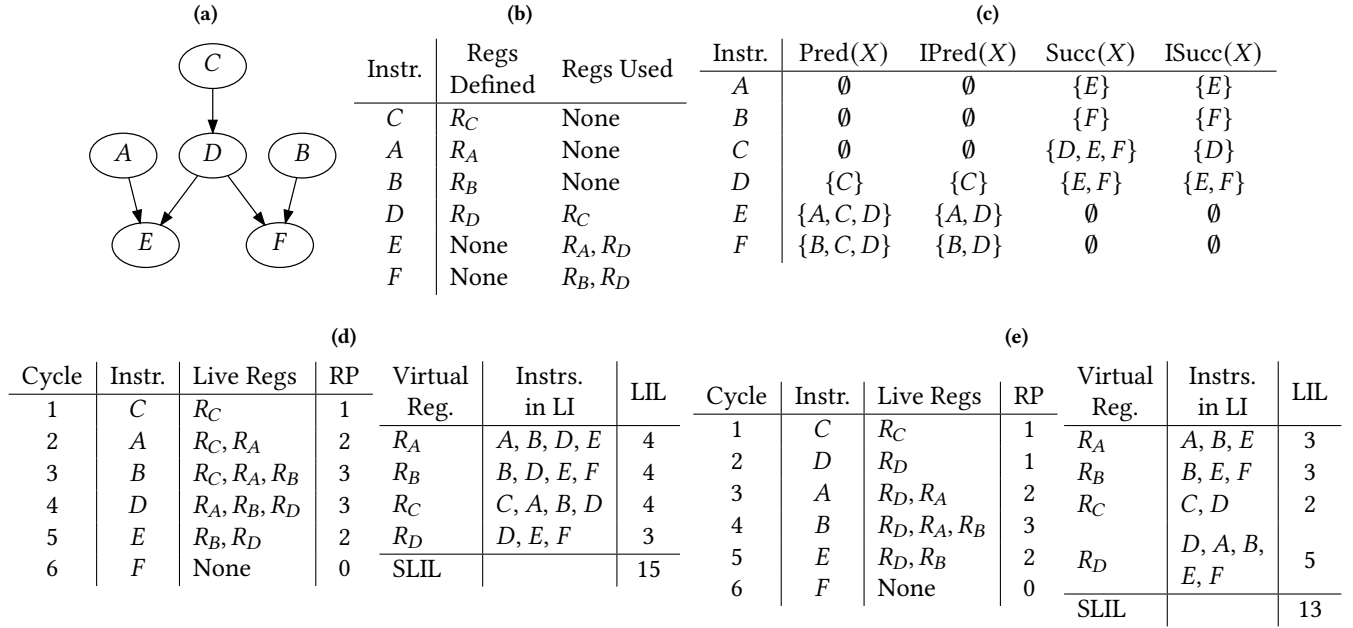 (a)
C
A D B
E F
(b)
Instr. Regs Defined Regs Used
C R_C None
A R_A None
B R_B None
D R_D R_C
E None R_A, R_D
F None R_B, R_D
(c)
Instr. Pred(X) IPred(X) Succ(X) ISucc(X)
A ∅ ∅ {E} {E}
B ∅ ∅ {F} {F}
C ∅ ∅ {D, E, F} {D}
D {C} {C} {E, F} {E, F}
E {A, C, D} {A, D} ∅ ∅
F {B, C, D} {B, D} ∅ ∅
(d)
Cycle Instr. Live Regs RP
1 C R_C 1
2 A R_C, R_A 2
3 B R_C, R_A, R_B 3
4 D R_A, R_B, R_D 3
5 E R_B, R_D 2
6 F None 0
Virtual Reg. Instrs. in LI LIL
R_A A, B, D, E 4
R_B B, D, E, F 4
R_C C, A, B, D 4
R_D D, E, F 3
SLIL 15
(e)
Cycle Instr. Live Regs RP
1 C R_C 1
2 D R_D 1
3 A R_D, R_A 2
4 B R_D, R_A, R_B 3
5 E R_D, R_B 2
6 F None 0
Virtual Reg. Instrs. in LI LIL
R_A A, B, E 3
R_B B, E, F 3
R_C C, D 2
R_D D, A, B, E, F 5
SLIL 13